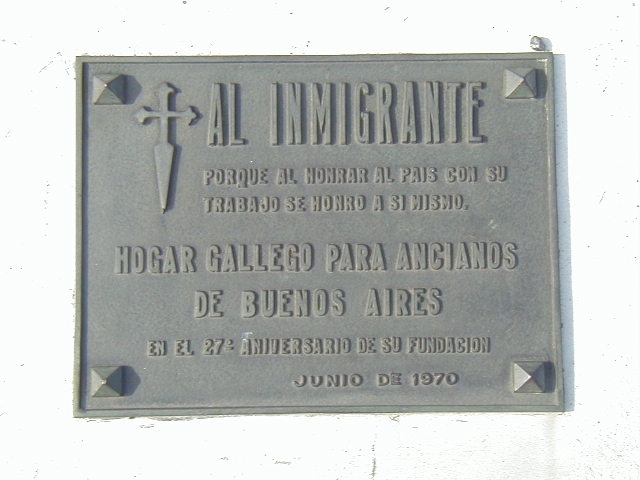 AL INMIGRANTE
PORQUE AL HONRAR AL PAIS CON SU
TRABAJO SE HONRO A SI MISMO.
HOGAR GALLEGO PARA ANCIANOS
DE BUENOS AIRES
EN EL 27º ANIVERSARIO DE SU FUNDACION
JUNIO DE 1970